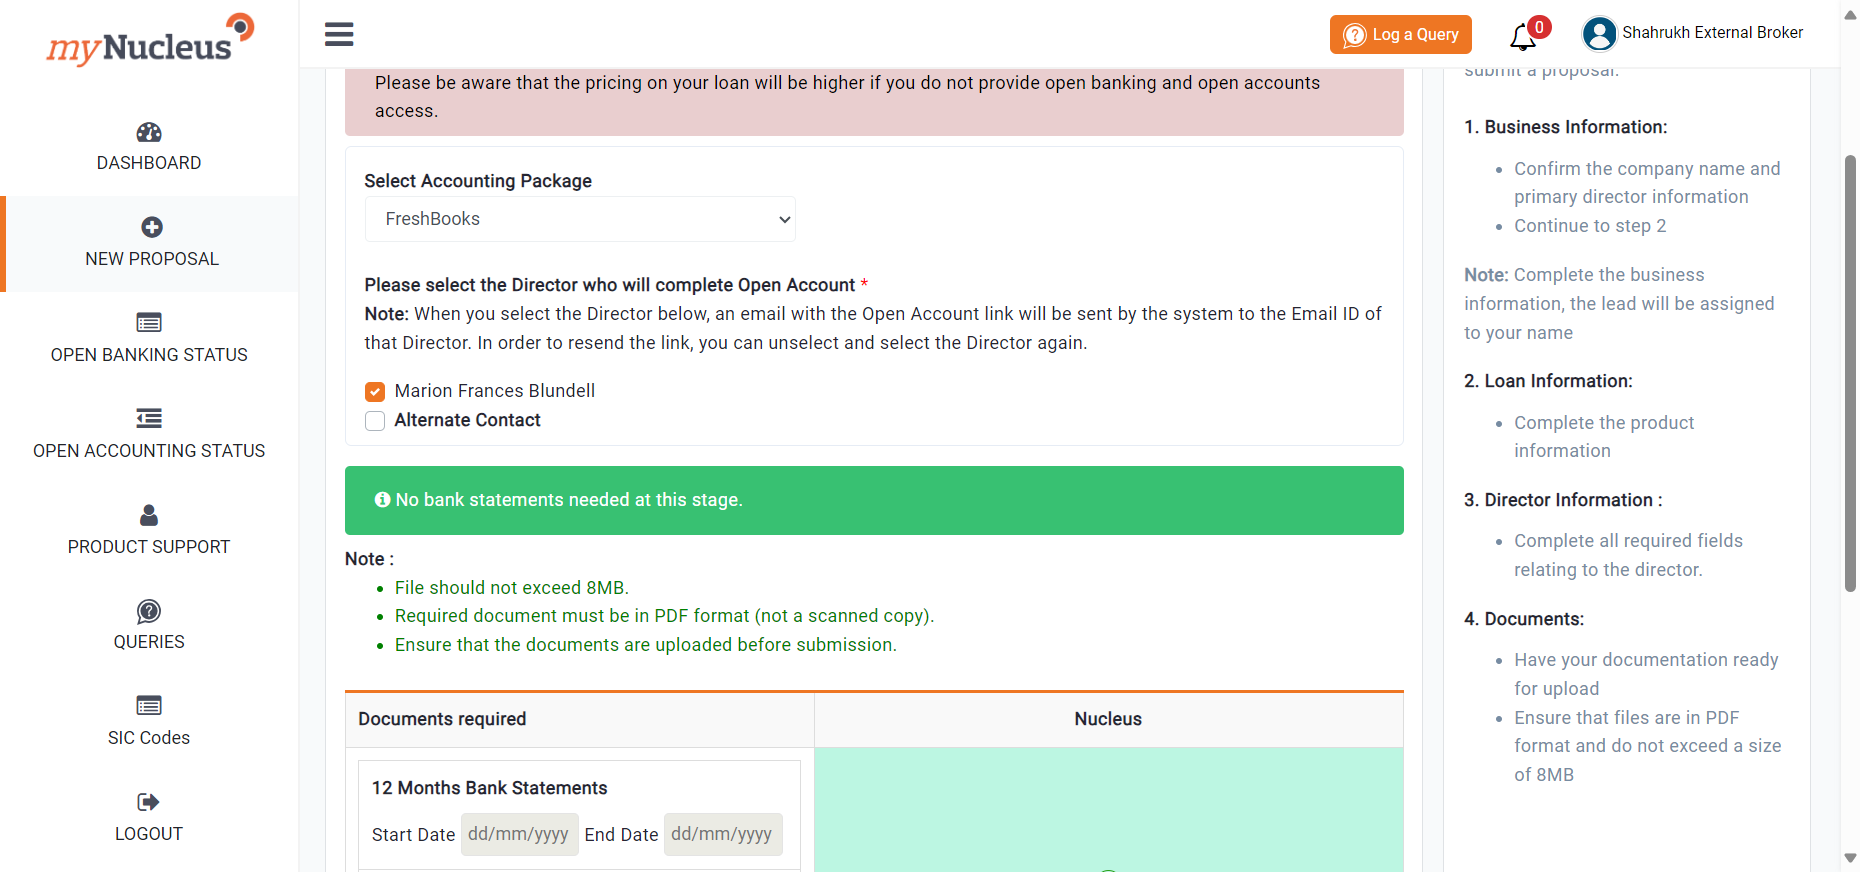 myNucleus
Log a Query
0
Shahrukh External Broker
DASHBOARD
NEW PROPOSAL
OPEN BANKING STATUS
OPEN ACCOUNTING STATUS
PRODUCT SUPPORT
QUERIES
SIC Codes
LOGOUT
Please be aware that the pricing on your loan will be higher if you do not provide open banking and open accounts
access.
Select Accounting Package
FreshBooks
Please select the Director who will complete Open Account *
Note: When you select the Director below, an email with the Open Account link will be sent by the system to the Email ID of
that Director. In order to resend the link, you can unselect and select the Director again.
Marion Frances Blundell
Alternate Contact
No bank statements needed at this stage.
Note :
File should not exceed 8MB.
Required document must be in PDF format (not a scanned copy).
Ensure that the documents are uploaded before submission.
Documents required
Nucleus
12 Months Bank Statements
Start Date dd/mm/yyyy End Date dd/mm/yyyy
submit a proposal.
1. Business Information:
Confirm the company name and
primary director information
Continue to step 2
Note: Complete the business
information, the lead will be assigned
to your name
2. Loan Information:
Complete the product
information
3. Director Information :
Complete all required fields
relating to the director.
4. Documents:
Have your documentation ready
for upload
Ensure that files are in PDF
format and do not exceed a size
of 8MB